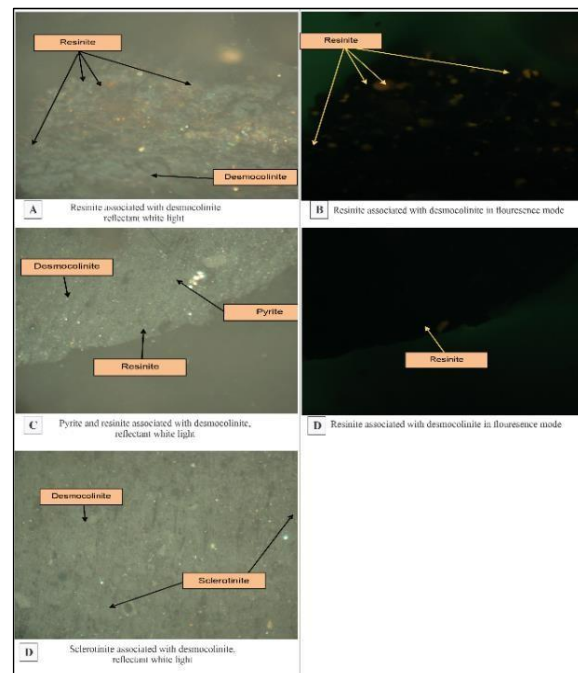 Resinite
Desmocolinite
A
Resinite associated with desmocolinite
reflectant white light
Resinite
B
Resinite associated with desmocolinite in flouresence mode
Desmocolinite
Pyrite
Resinite
C
Pyrite and resinite associated with desmocolinite,
reflectant white light
Resinite
D
Resinite associated with desmocolinite in flouresence mode
Desmocolinite
Sclerotinite
D
Sclerotinite associated with desmocolinite,
reflectant white light